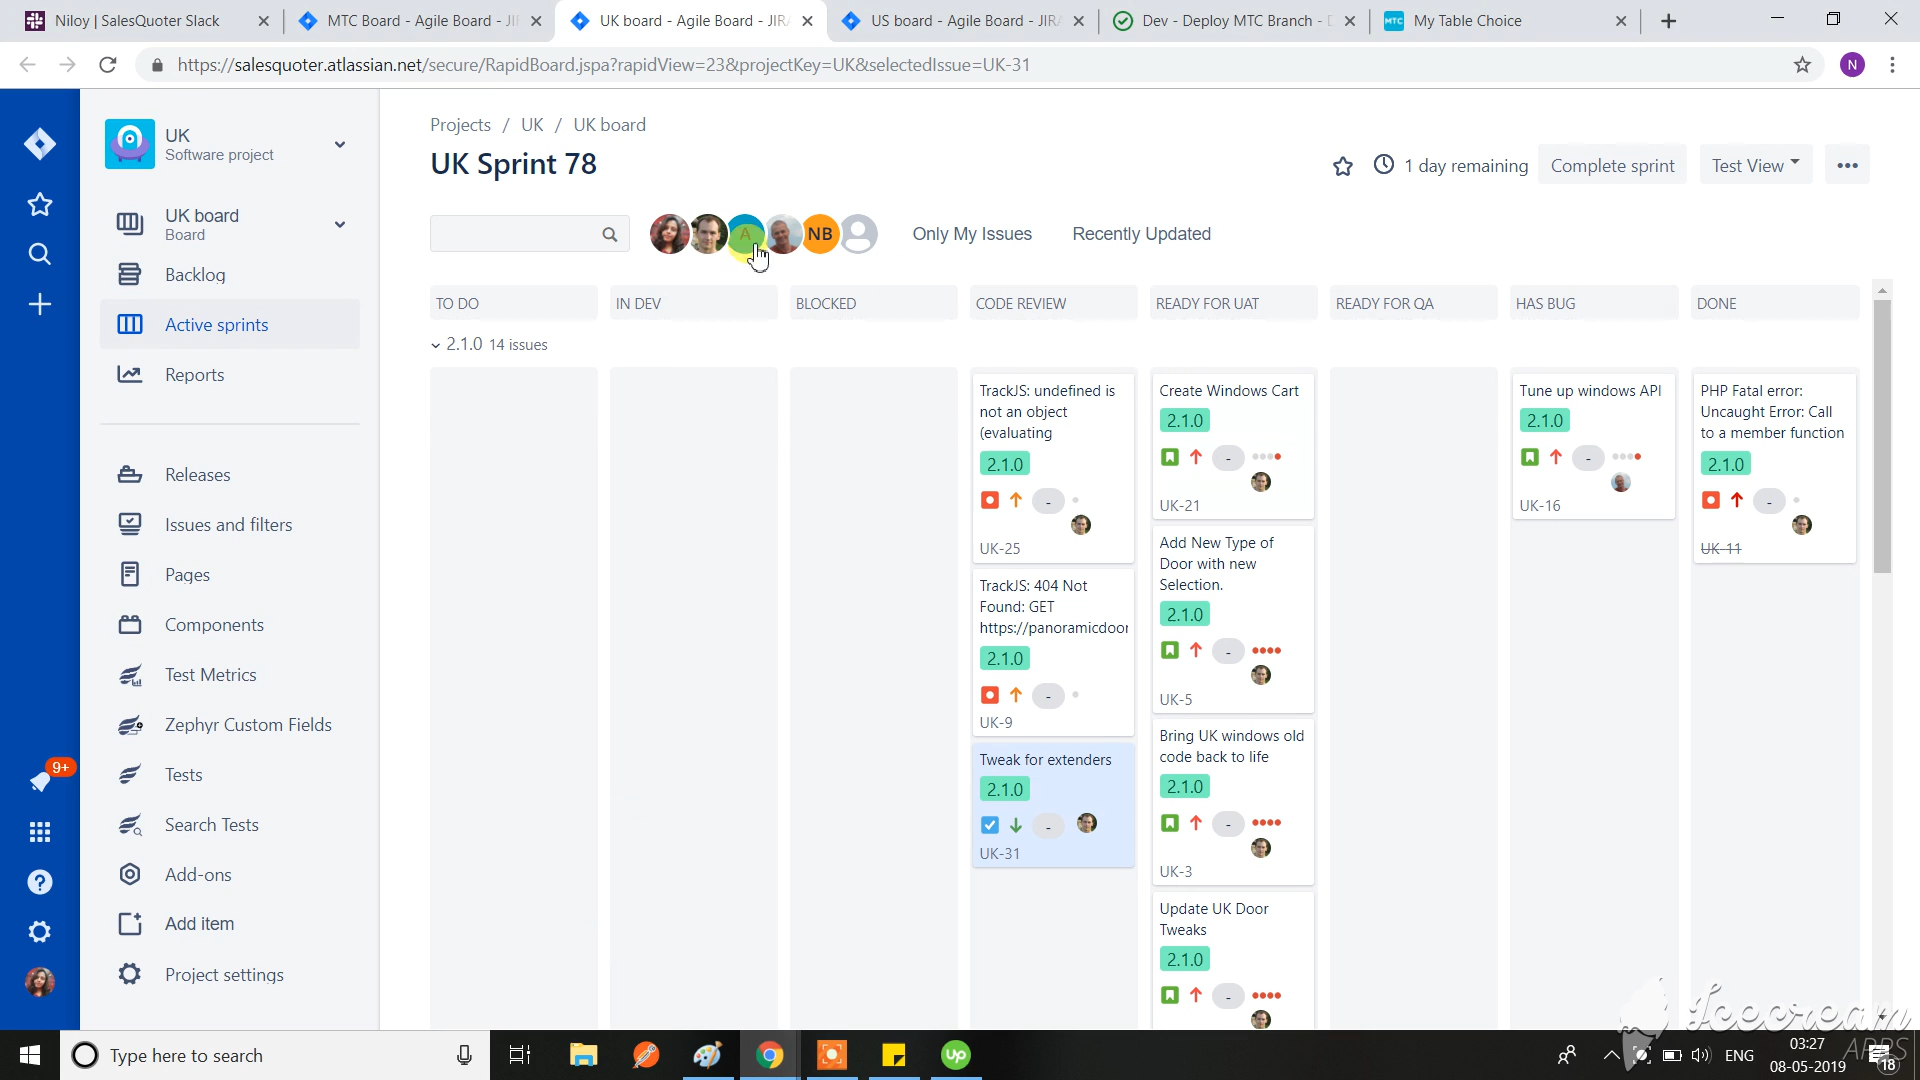 Niloy | SalesQuoter Slack
MTC Board - Agile Board - JI
UK board - Agile Board - JIR
US board - Agile Board - JIR
Dev - Deploy MTC Branch - D
MTC My Table Choice
https://salesquoter.atlassian.net/secure/RapidBoard.jspa?rapidView=23&projectKey=UK&selectedIssue=UK-31
N
UK
Software project
UK board
Board
Backlog
Active sprints
Reports
Releases
Issues and filters
Pages
Components
Test Metrics
Zephyr Custom Fields
Tests
Search Tests
Add-ons
Add item
Project settings
9+
Projects / UK / UK board
UK Sprint 78
1 day remaining
Complete sprint
Test View
A
NB
Only My Issues
Recently Updated
TO DO
IN DEV
BLOCKED
CODE REVIEW
READY FOR UAT
READY FOR QA
HAS BUG
DONE
2.1.0 14 issues
TrackJS: undefined is
not an object
(evaluating
2.1.0
-
UK-25
TrackJS: 404 Not
Found: GET
https://panoramicdoor
2.1.0
-
UK-9
Tweak for extenders
2.1.0
-
UK-31
Create Windows Cart
2.1.0
-
UK-21
Add New Type of
Door with new
Selection.
2.1.0
-
UK-5
Bring UK windows old
code back to life
2.1.0
-
UK-3
Update UK Door
Tweaks
2.1.0
-
Tune up windows API
2.1.0
-
UK-16
PHP Fatal error:
Uncaught Error: Call
to a member function
2.1.0
-
UK-11
Icecream
APPS
Type here to search
up
ENG
03:27
08-05-2019
18